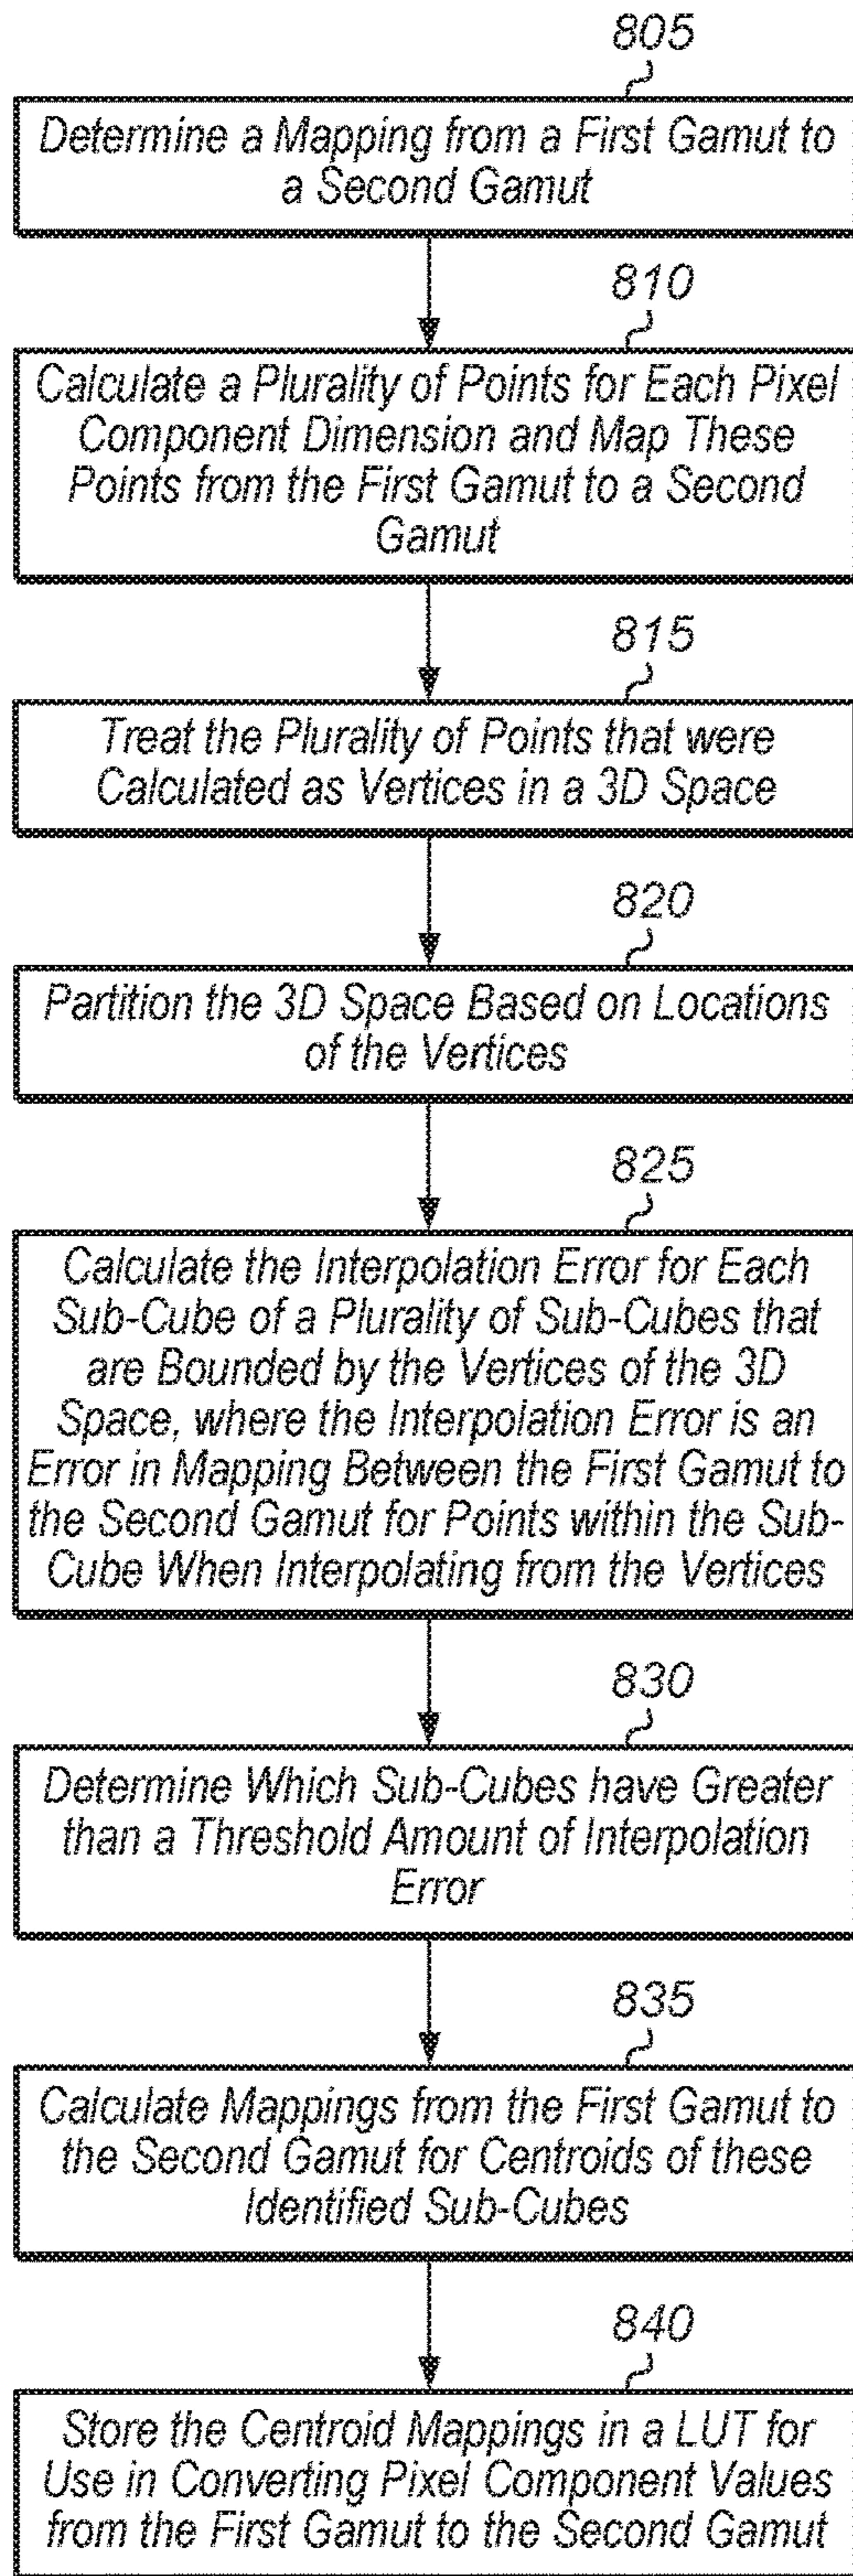 805
Determine a Mapping from a First Gamut to
a Second Gamut
810
Calculate a Plurality of Points for Each Pixel
Component Dimension and Map These
Points from the First Gamut to a Second
Gamut
815
Treat the Plurality of Points that were
Calculated as Vertices in a 3D Space
820
Partition the 3D Space Based on Locations
of the Vertices
825
Calculate the Interpolation Error for Each
Sub-Cube of a Plurality of Sub-Cubes that
are Bounded by the Vertices of the 3D
Space, where the Interpolation Error is an
Error in Mapping Between the First Gamut to
the Second Gamut for Points within the Sub-
Cube When Interpolating from the Vertices
830
Determine Which Sub-Cubes have Greater
than a Threshold Amount of Interpolation
Error
835
Calculate Mappings from the First Gamut to
the Second Gamut for Centroids of these
Identified Sub-Cubes
840
Store the Centroid Mappings in a LUT for
Use in Converting Pixel Component Values
from the First Gamut to the Second Gamut